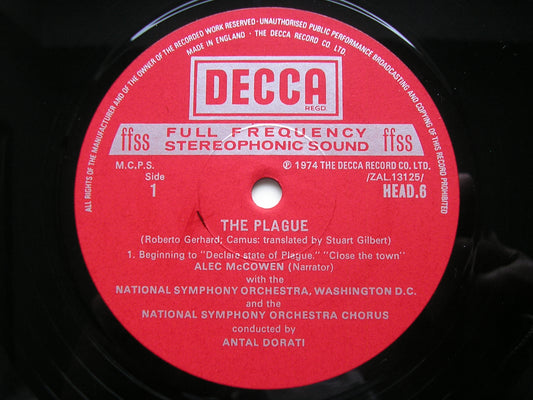 ALL RIGHTS OF THE MANUFACTURER AND OF THE OWNER OF THE RECORDED WORK RESERVED · UNAUTHORISED PUBLIC PERFORMANCE BROADCASTING AND COPYING OF THIS RECORD PROHIBITED
MADE IN ENGLAND · THE DECCA RECORD CO. LTD.
DECCA
REGD.
ffss FULL FREQUENCY STEREOPHONIC SOUND ffss
M.C.P.S.
Side
1
℗ 1974 THE DECCA RECORD CO. LTD.
/ZAL.13125/
HEAD.6
THE PLAGUE
(Roberto Gerhard; Camus: translated by Stuart Gilbert)
1. Beginning to "Declare state of Plague." "Close the town"
ALEC McCOWEN (Narrator)
with the
NATIONAL SYMPHONY ORCHESTRA, WASHINGTON D.C.
and the
NATIONAL SYMPHONY ORCHESTRA CHORUS
conducted by
ANTAL DORATI